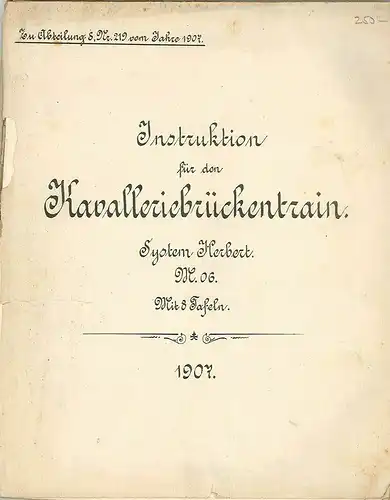 250.-
Zu Abteilung 5, Nr. 219 vom Jahre 1907.
Instruktion
für den
Kavalleriebrückentrain.
System Herbert.
M. 06.
Mit 8 Tafeln.
1907.